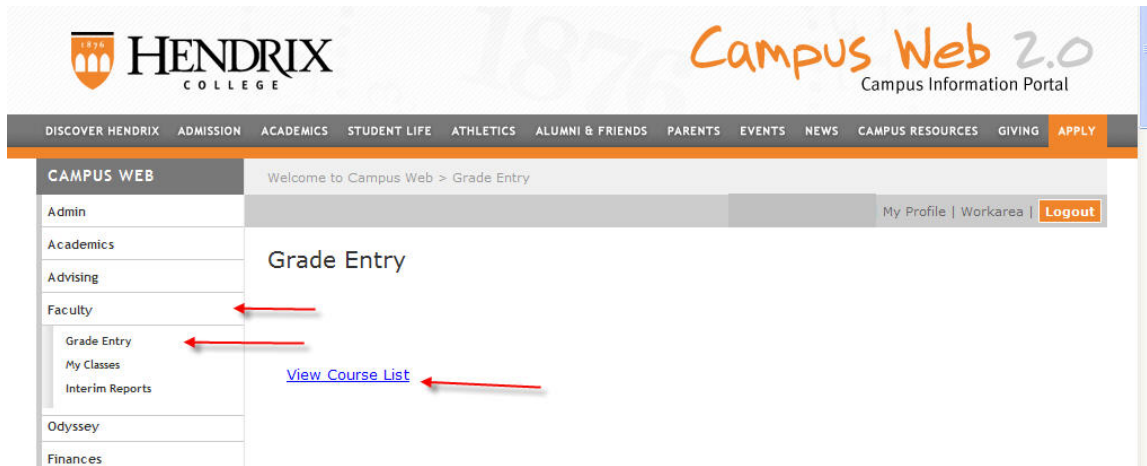 1876
HENDRIX
COLLEGE
1876
Campus Web 2.0
Campus Information Portal
DISCOVER HENDRIX ADMISSION ACADEMICS STUDENT LIFE ATHLETICS ALUMNI & FRIENDS PARENTS EVENTS NEWS CAMPUS RESOURCES GIVING APPLY
CAMPUS WEB
Welcome to Campus Web > Grade Entry
My Profile | Workarea | Logout
Admin
Academics
Advising
Faculty
Grade Entry
My Classes
Interim Reports
Odyssey
Finances
Grade Entry
View Course List